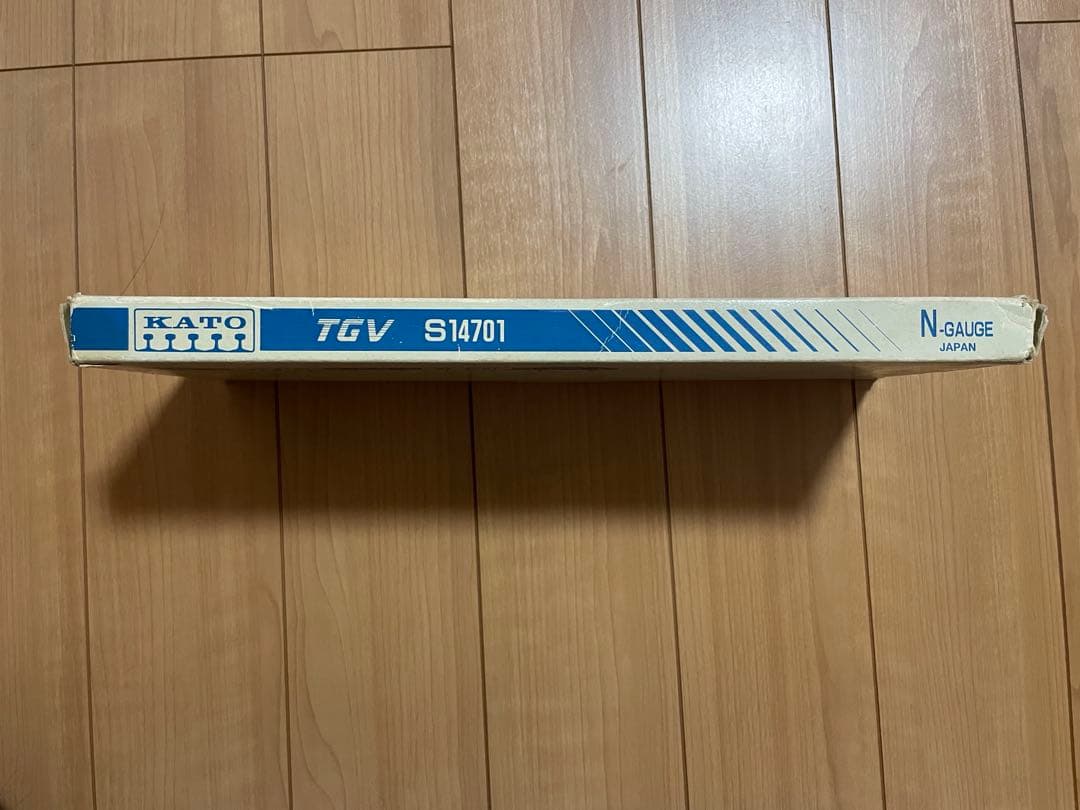 KATO TGV S14701 N-GAUGE
JAPAN